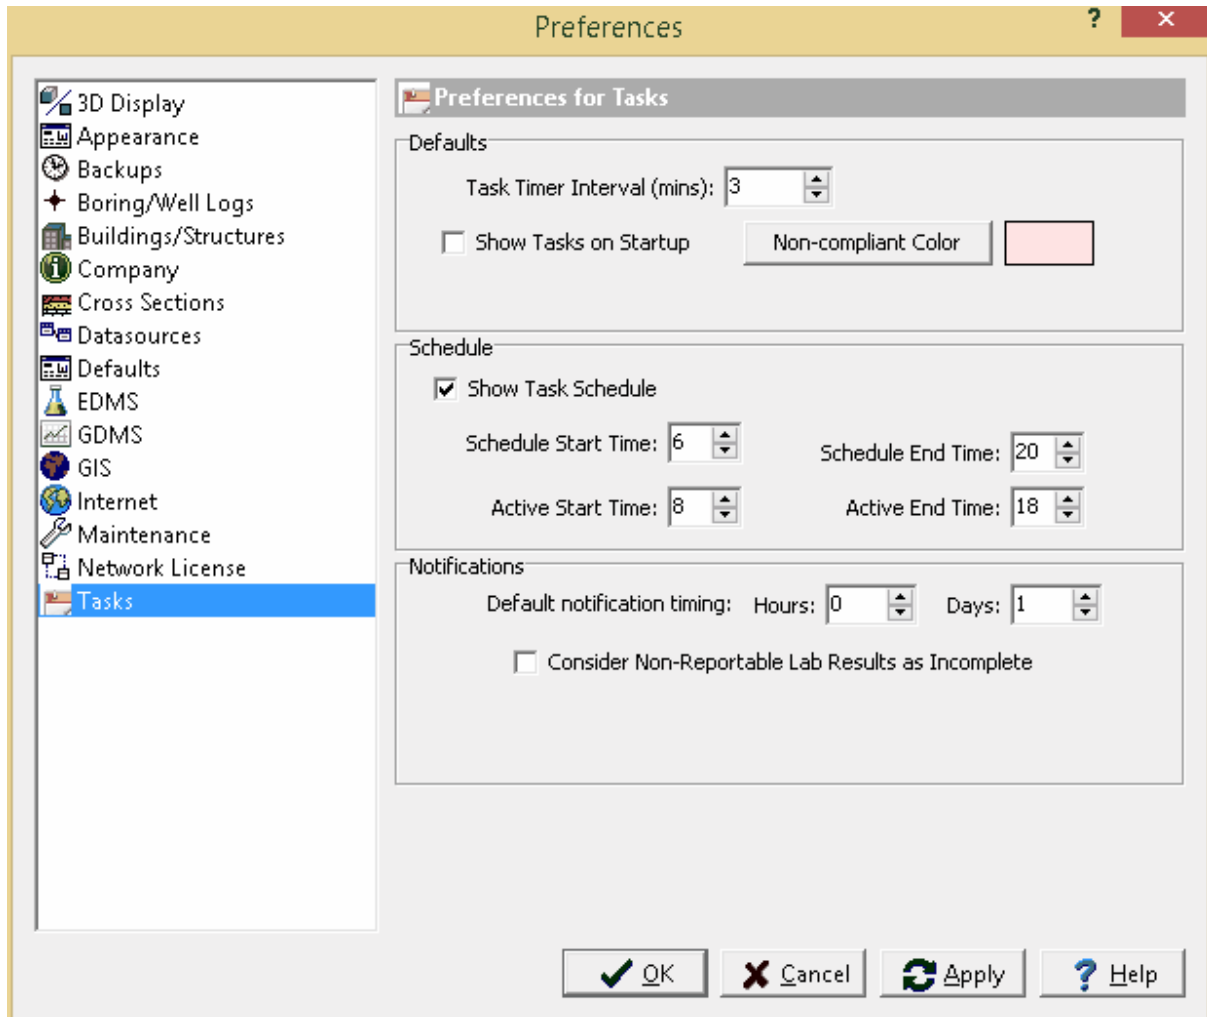 Preferences
?
3D Display
Appearance
Backups
Boring/Well Logs
Buildings/Structures
Company
Cross Sections
Datasources
Defaults
EDMS
GDMS
GIS
Internet
Maintenance
Network License
Tasks
Preferences for Tasks
Defaults
Task Timer Interval (mins): 3
Show Tasks on Startup Non-compliant Color
Schedule
Show Task Schedule
Schedule Start Time: 6 Schedule End Time: 20
Active Start Time: 8 Active End Time: 18
Notifications
Default notification timing: Hours: 0 Days: 1
Consider Non-Reportable Lab Results as Incomplete
OK Cancel Apply ? Help